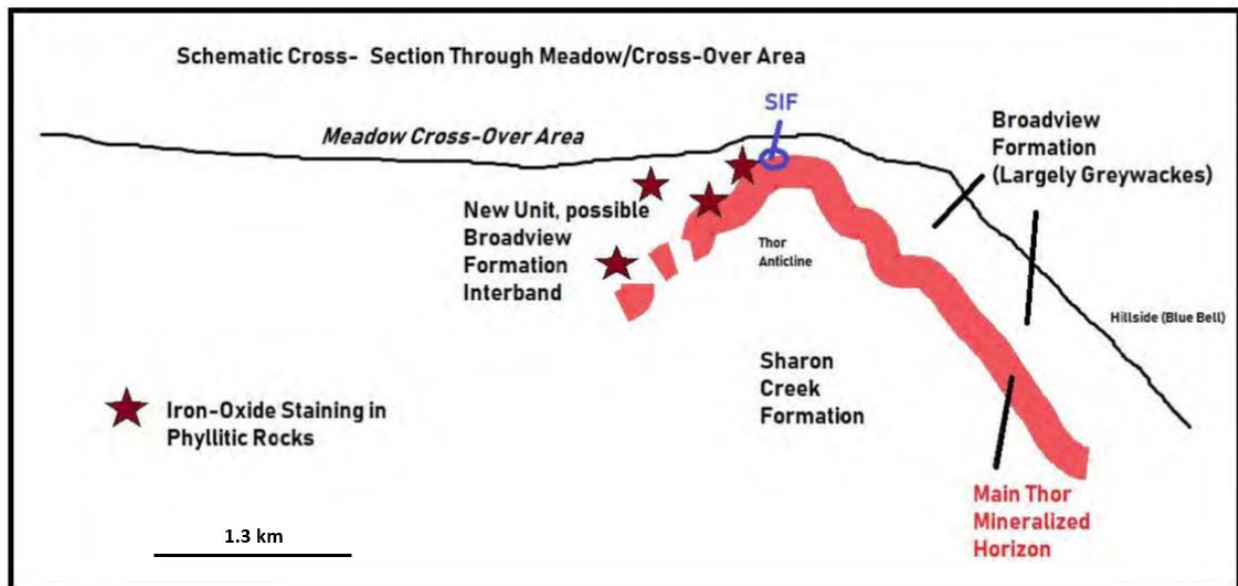 Schematic Cross- Section Through Meadow/Cross-Over Area
SIF
Meadow Cross-Over Area
Broadview
Formation
(Largely Greywackes)
New Unit, possible
Broadview
Formation
Interband
Thor
Anticline
Hillside (Blue Bell)
Sharon
Creek
Formation
Iron-Oxide Staining in
Phyllitic Rocks
Main Thor
Mineralized
Horizon
1.3 km